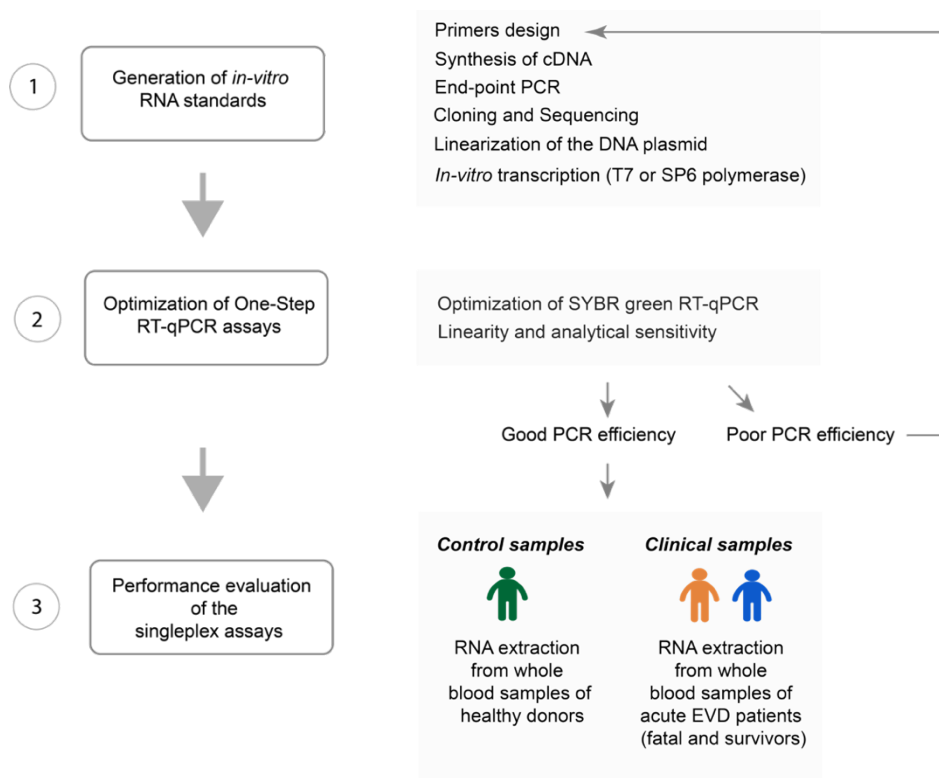 1
Generation of in-vitro
RNA standards
Primers design
Synthesis of cDNA
End-point PCR
Cloning and Sequencing
Linearization of the DNA plasmid
In-vitro transcription (T7 or SP6 polymerase)
2
Optimization of One-Step
RT-qPCR assays
Optimization of SYBR green RT-qPCR
Linearity and analytical sensitivity
Good PCR efficiency
Poor PCR efficiency
3
Performance evaluation
of the
singleplex assays
Control samples
RNA extraction
from whole
blood samples of
healthy donors
Clinical samples
RNA extraction
from whole
blood samples of
acute EVD patients
(fatal and survivors)